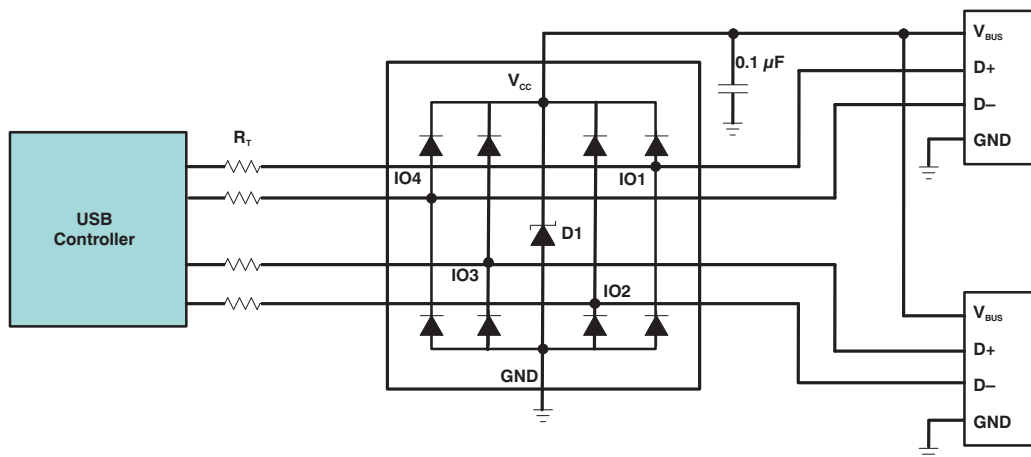 V_BUS
0.1 µF
D+
V_CC
D–
R_T
GND
IO4
IO1
USB
Controller
D1
IO3
IO2
V_BUS
D+
GND
D–
GND